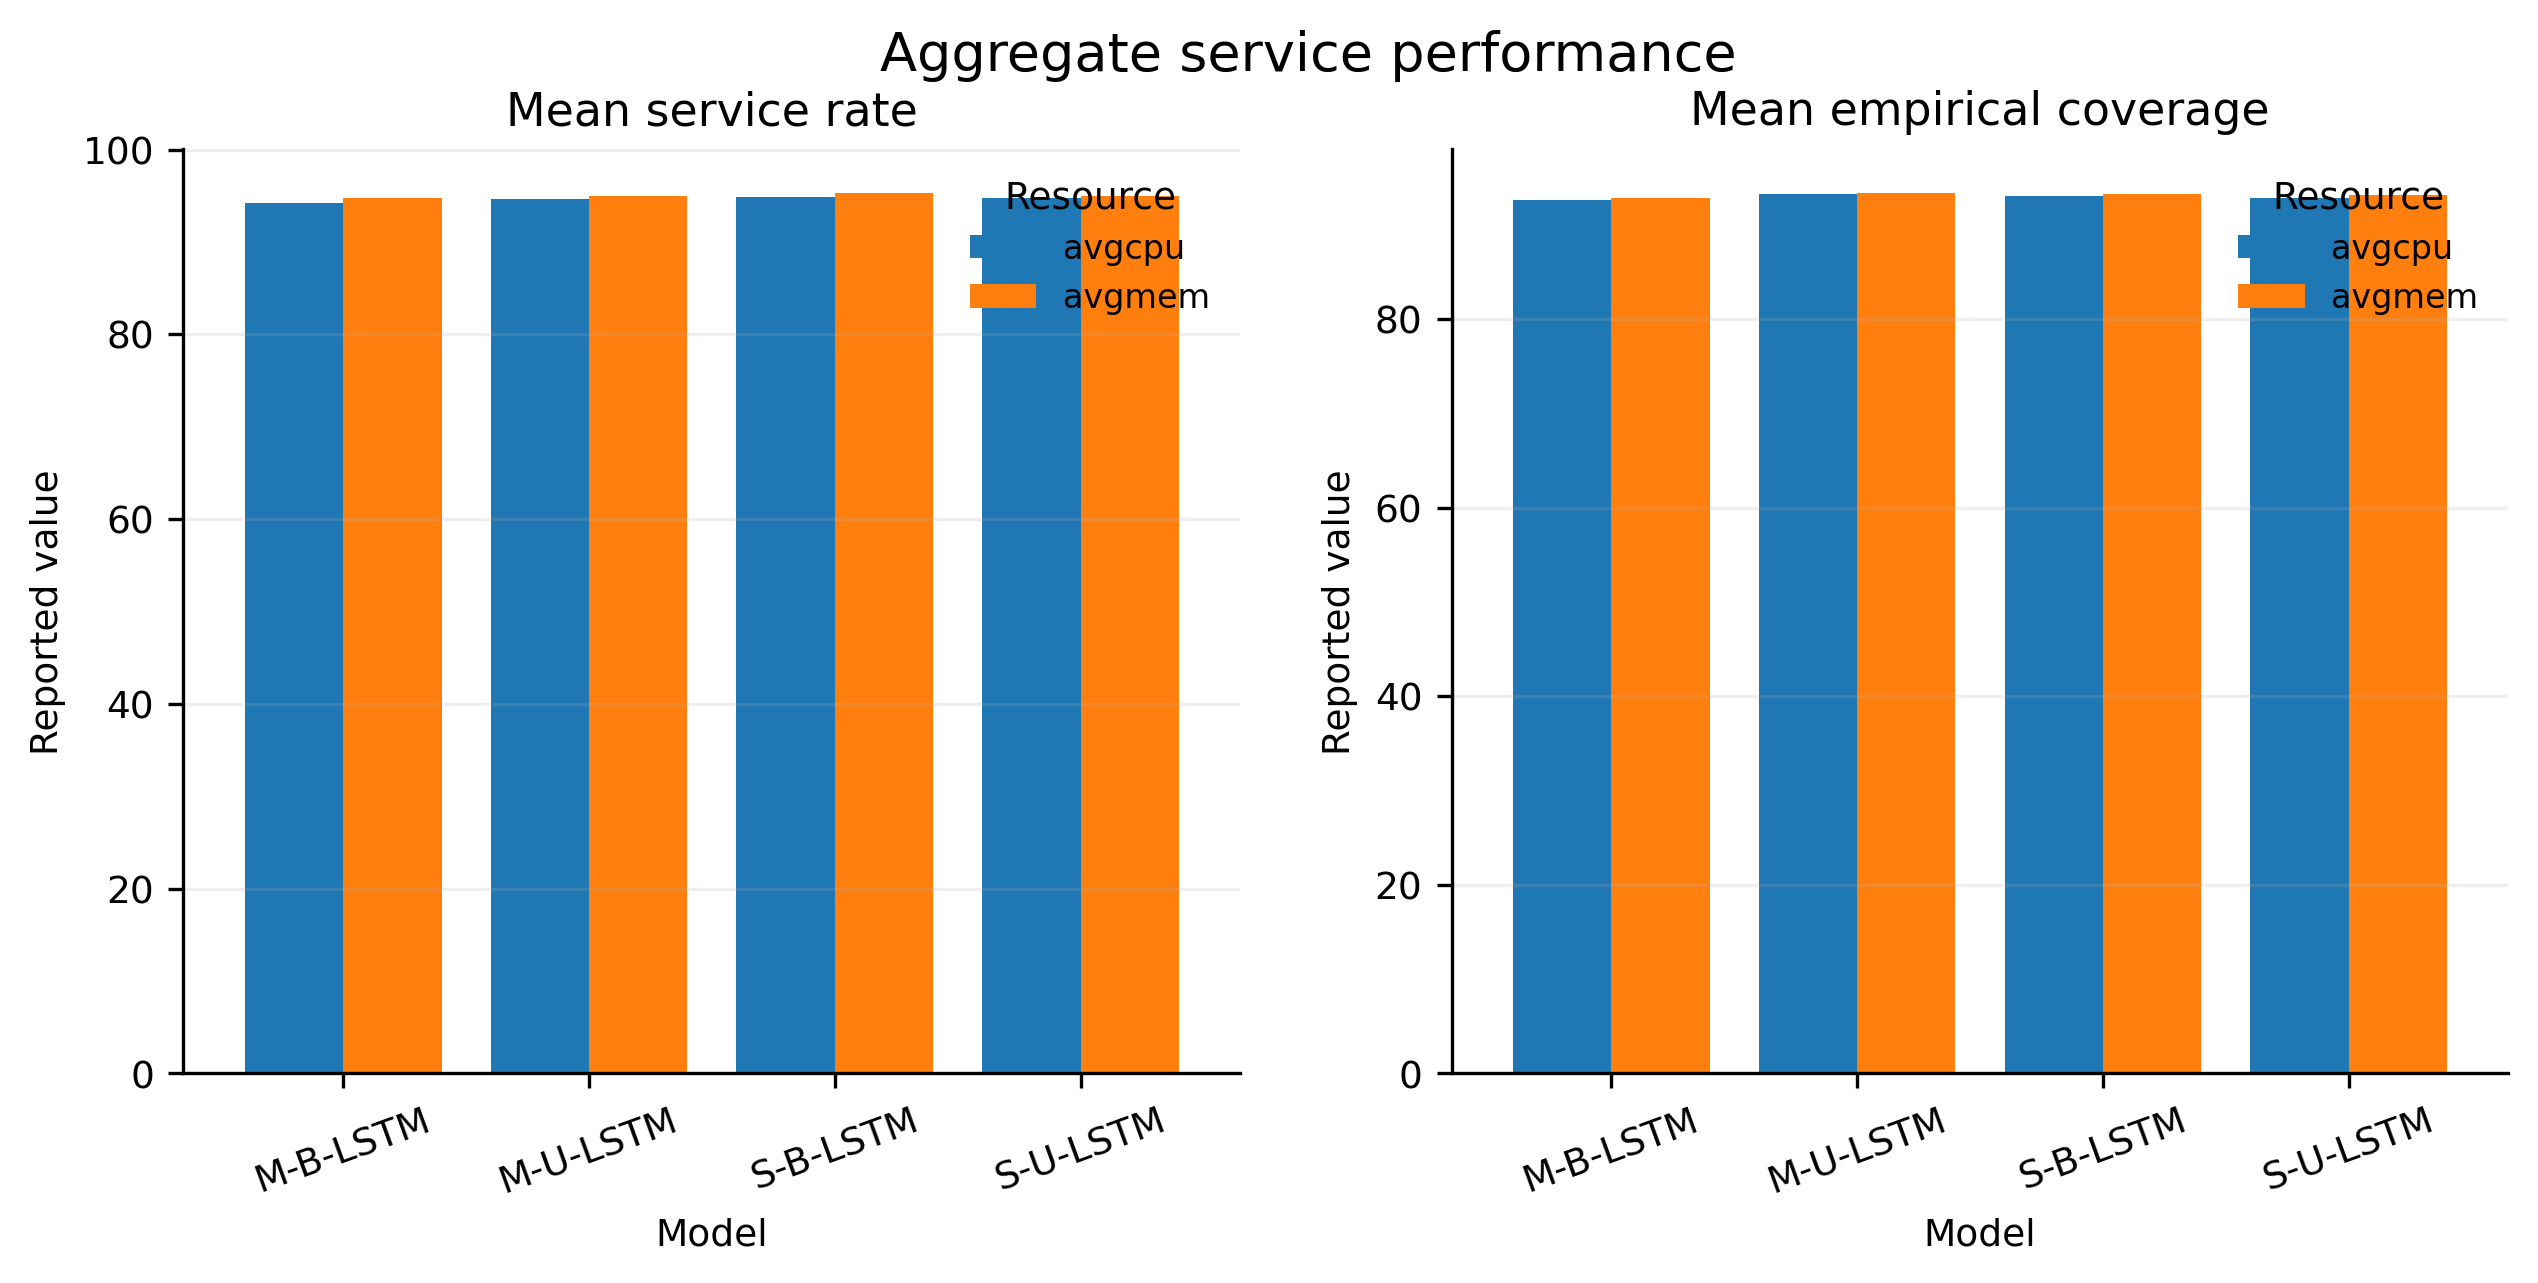 Aggregate service performance
Mean service rate
100
80
60
40
20
0
Reported value
Resource
avgcpu
avgmem
M-B-LSTM
M-U-LSTM
S-B-LSTM
S-U-LSTM
Model
Mean empirical coverage
80
60
40
20
0
Reported value
Resource
avgcpu
avgmem
M-B-LSTM
M-U-LSTM
S-B-LSTM
S-U-LSTM
Model